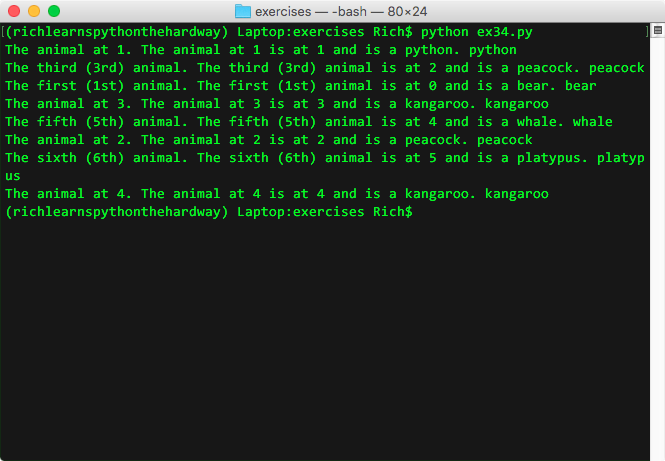 exercises — -bash — 80×24
[(richlearnspythonthehardway) Laptop:exercises Rich$ python ex34.py ]
The animal at 1. The animal at 1 is at 1 and is a python. python
The third (3rd) animal. The third (3rd) animal is at 2 and is a peacock. peacock
The first (1st) animal. The first (1st) animal is at 0 and is a bear. bear
The animal at 3. The animal at 3 is at 3 and is a kangaroo. kangaroo
The fifth (5th) animal. The fifth (5th) animal is at 4 and is a whale. whale
The animal at 2. The animal at 2 is at 2 and is a peacock. peacock
The sixth (6th) animal. The sixth (6th) animal is at 5 and is a platypus. platyp
us
The animal at 4. The animal at 4 is at 4 and is a kangaroo. kangaroo
(richlearnspythonthehardway) Laptop:exercises Rich$